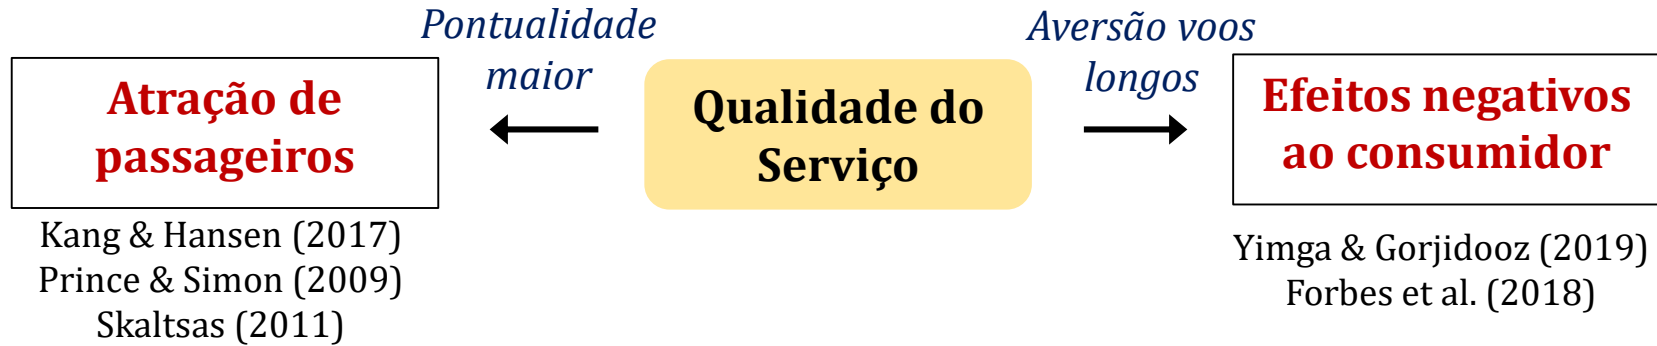 Pontualidade
maior
Aversão voos
longos
Atração de
passageiros
Qualidade do
Serviço
Efeitos negativos
ao consumidor
Kang & Hansen (2017)
Prince & Simon (2009)
Skaltsas (2011)
Yimga & Gorjidooz (2019)
Forbes et al. (2018)